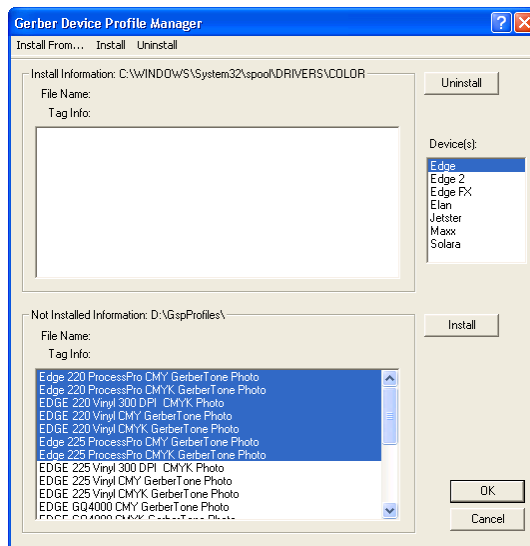 Gerber Device Profile Manager
Install From... Install Uninstall
Install Information: C:\WINDOWS\System32\spool\DRIVERS\COLOR
Uninstall
File Name:
Tag Info:
Device(s):
Edge
Edge 2
Edge FX
Elan
Jetster
Maxx
Solara
Not Installed Information: D:\GspProfiles\
Install
File Name:
Tag Info:
Edge 220 ProcessPro CMY GerberTone Photo
Edge 220 ProcessPro CMYK GerberTone Photo
EDGE 220 Vinyl 300 DPI CMYK Photo
EDGE 220 Vinyl CMY GerberTone Photo
EDGE 220 Vinyl CMYK GerberTone Photo
Edge 225 ProcessPro CMY GerberTone Photo
Edge 225 ProcessPro CMYK GerberTone Photo
EDGE 225 Vinyl 300 DPI CMYK Photo
EDGE 225 Vinyl CMY GerberTone Photo
EDGE 225 Vinyl CMYK GerberTone Photo
EDGE GQ4000 CMY GerberTone Photo
EDGE GQ4000 CMYK GerberTone Photo
OK
Cancel